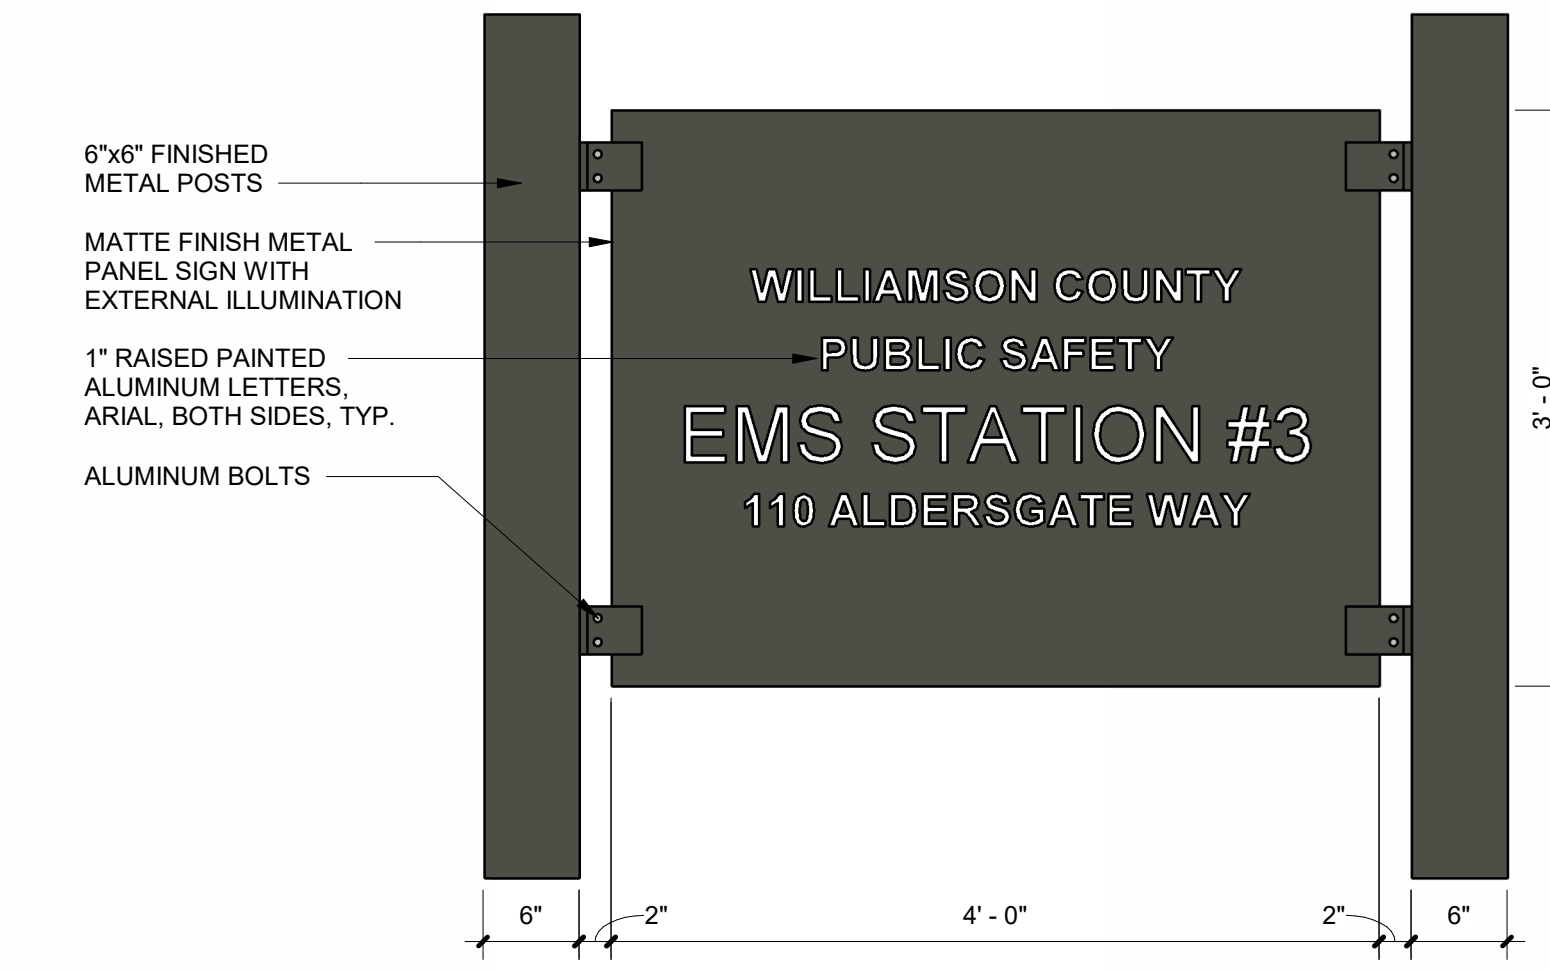 6"x6" FINISHED
METAL POSTS
MATTE FINISH METAL
PANEL SIGN WITH
EXTERNAL ILLUMINATION
1" RAISED PAINTED
ALUMINUM LETTERS,
ARIAL, BOTH SIDES, TYP.
ALUMINUM BOLTS
WILLIAMSON COUNTY
PUBLIC SAFETY
EMS STATION #3
110 ALDERSGATE WAY
3' - 0"
6"
2"
4' - 0"
2"
6"